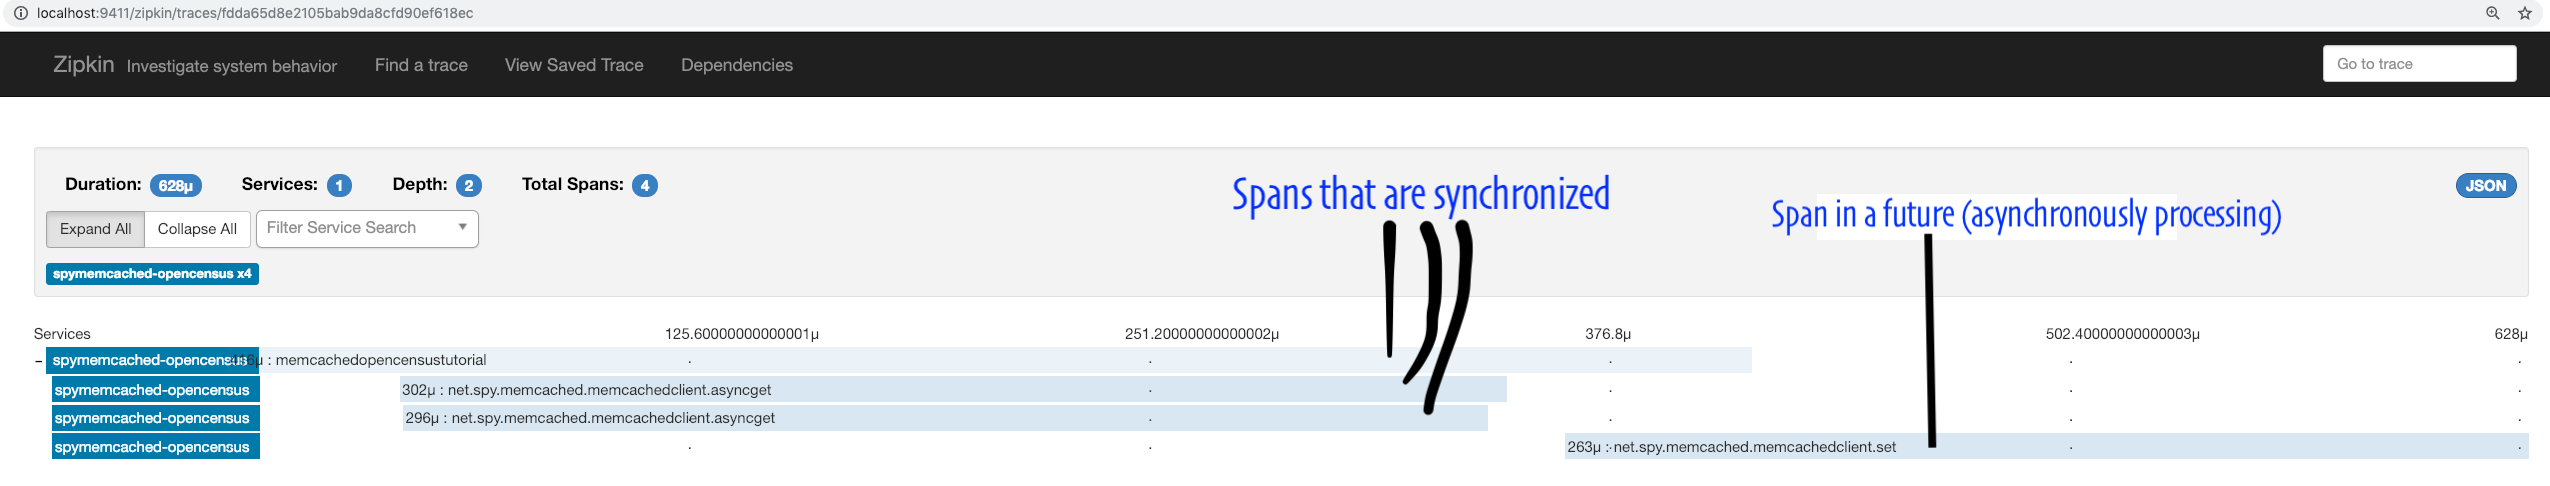 localhost:9411/zipkin/traces/fdda65d8e2105bab9da8cfd90ef618ec
Zipkin Investigate system behavior Find a trace View Saved Trace Dependencies Go to trace
Duration: 628μ Services: 1 Depth: 2 Total Spans: 4 JSON
Spans that are synchronized
Span in a future (asynchronously processing)
Expand All Collapse All Filter Service Search
spymemcached-opencensus x4
Services 125.60000000000001μ 251.20000000000002μ 376.8μ 502.40000000000003μ 628μ
spymemcached-opencensus : memcachedopencensustutorial
spymemcached-opencensus 302μ : net.spy.memcached.memcachedclient.asyncget
spymemcached-opencensus 296μ : net.spy.memcached.memcachedclient.asyncget
spymemcached-opencensus 263μ : net.spy.memcached.memcachedclient.set